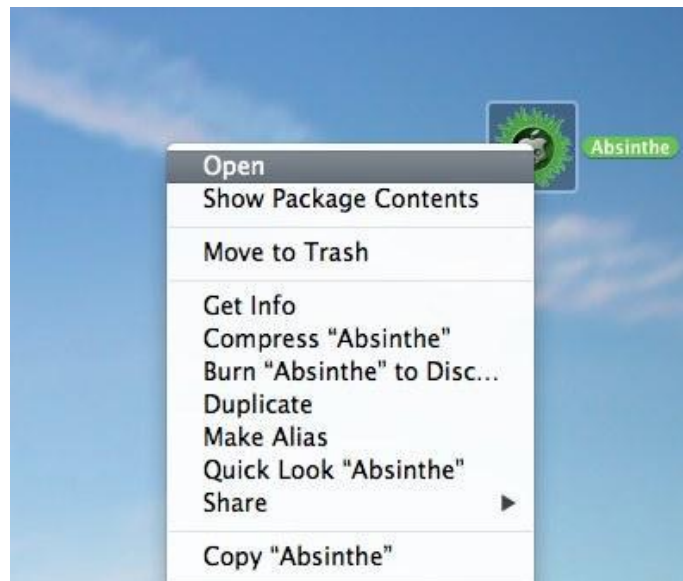 Absinthe
Open
Show Package Contents
Move to Trash
Get Info
Compress “Absinthe”
Burn “Absinthe” to Disc...
Duplicate
Make Alias
Quick Look “Absinthe”
Share
Copy “Absinthe”